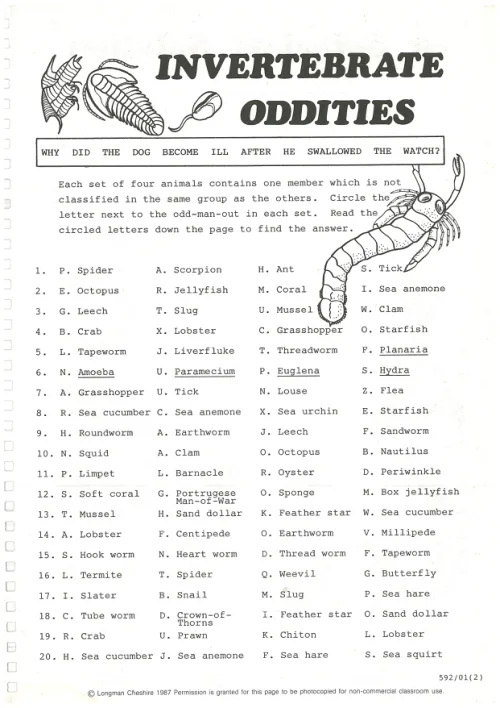 INVERTEBRATE
ODDITIES
WHY DID THE DOG BECOME ILL AFTER HE SWALLOWED THE WATCH?
Each set of four animals contains one member which is not
classified in the same group as the others. Circle the
letter next to the odd-man-out in each set. Read the
circled letters down the page to find the answer.
1. P. Spider A. Scorpion H. Ant S. Tick
2. E. Octopus R. Jellyfish M. Coral I. Sea anemone
3. G. Leech T. Slug U. Mussel W. Clam
4. B. Crab X. Lobster C. Grasshopper O. Starfish
5. L. Tapeworm J. Liverfluke T. Threadworm F. Planaria
6. N. Amoeba U. Paramecium P. Euglena S. Hydra
7. A. Grasshopper U. Tick N. Louse Z. Flea
8. R. Sea cucumber C. Sea anemone X. Sea urchin E. Starfish
9. H. Roundworm A. Earthworm J. Leech F. Sandworm
10. N. Squid A. Clam O. Octopus B. Nautilus
11. P. Limpet L. Barnacle R. Oyster D. Periwinkle
12. S. Soft coral G. Portrugese O. Sponge M. Box jellyfish
Man-of-War
13. T. Mussel H. Sand dollar K. Feather star W. Sea cucumber
14. A. Lobster F. Centipede O. Earthworm V. Millipede
15. S. Hook worm N. Heart worm D. Thread worm F. Tapeworm
16. L. Termite T. Spider Q. Weevil G. Butterfly
17. I. Slater B. Snail M. Slug P. Sea hare
18. C. Tube worm D. Crown-of- I. Feather star O. Sand dollar
Thorns
19. R. Crab U. Prawn K. Chiton L. Lobster
20. H. Sea cucumber J. Sea anemone F. Sea hare S. Sea squirt
592/01(2)
© Longman Cheshire 1987 Permission is granted for this page to be photocopied for non-commercial classroom use.